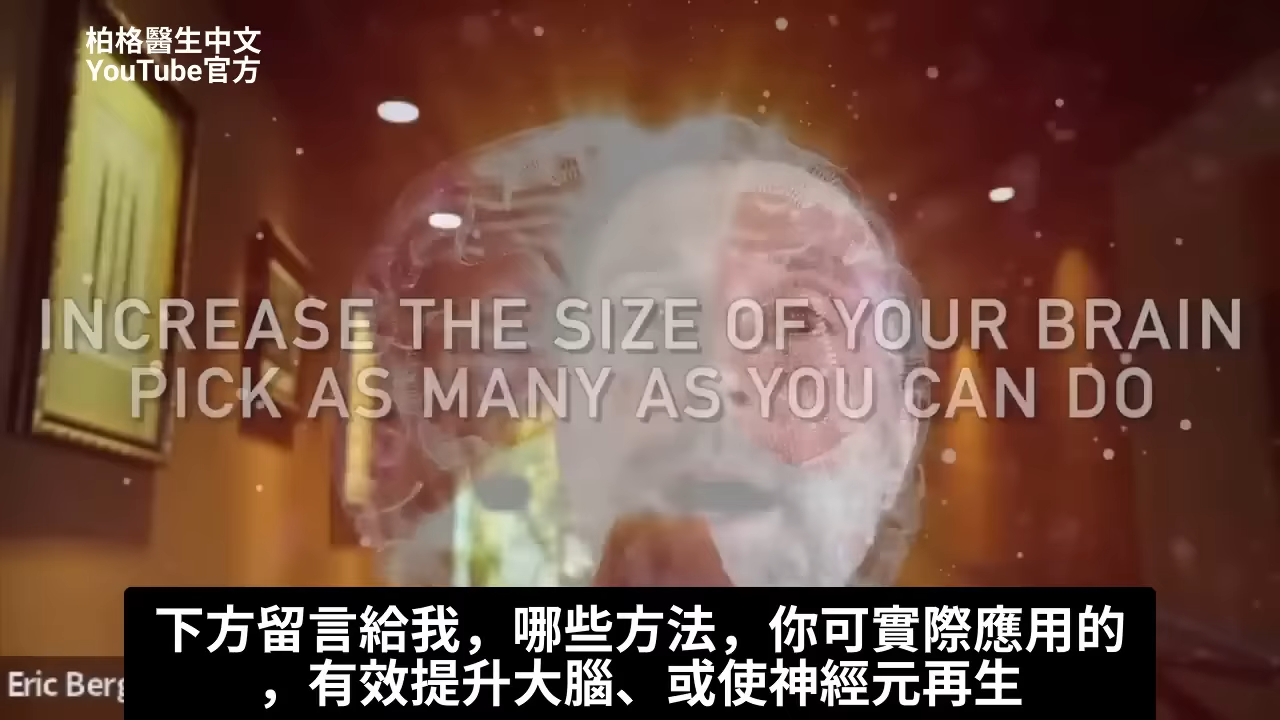 柏格醫生中文
YouTube官方
INCREASE THE SIZE OF YOUR BRAIN
PICK AS MANY AS YOU CAN DO
下方留言給我，哪些方法，你可實際應用的
，有效提升大腦、或使神經元再生
Eric Berg